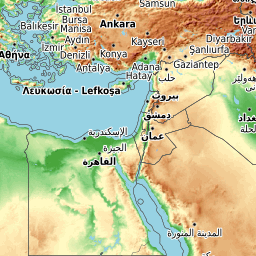 Samsun
İstanbul
Bursa
Ankara
Balıkesir
Manisa
Kayseri
Diyarbakır
Αθήνα
Aydın
İzmir
Konya
Şanlıurfa
Denizli
Adana
Gaziantep
Antalya
Hatay
حلب
Λευκωσία - Lefkoşa
بيروت
دمشق
بغداد
عمان
الإسكندرية
الجيزة
القاهرة
المدينة المنورة